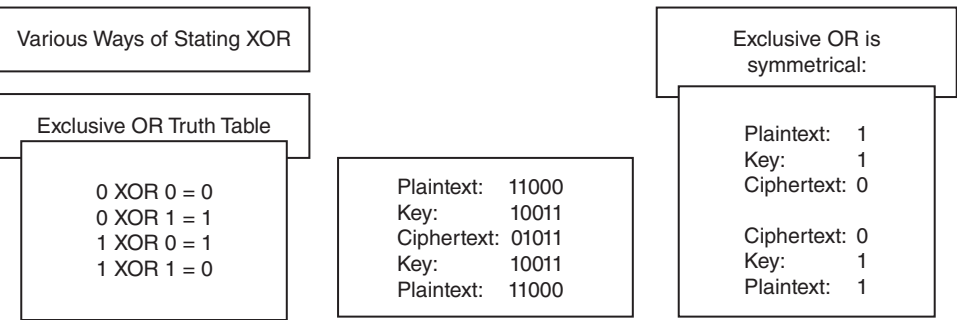 Various Ways of Stating XOR
Exclusive OR Truth Table
0 XOR 0 = 0
0 XOR 1 = 1
1 XOR 0 = 1
1 XOR 1 = 0
Plaintext: 11000
Key: 10011
Ciphertext: 01011
Key: 10011
Plaintext: 11000
Exclusive OR is
symmetrical:
Plaintext: 1
Key: 1
Ciphertext: 0
Ciphertext: 0
Key: 1
Plaintext: 1